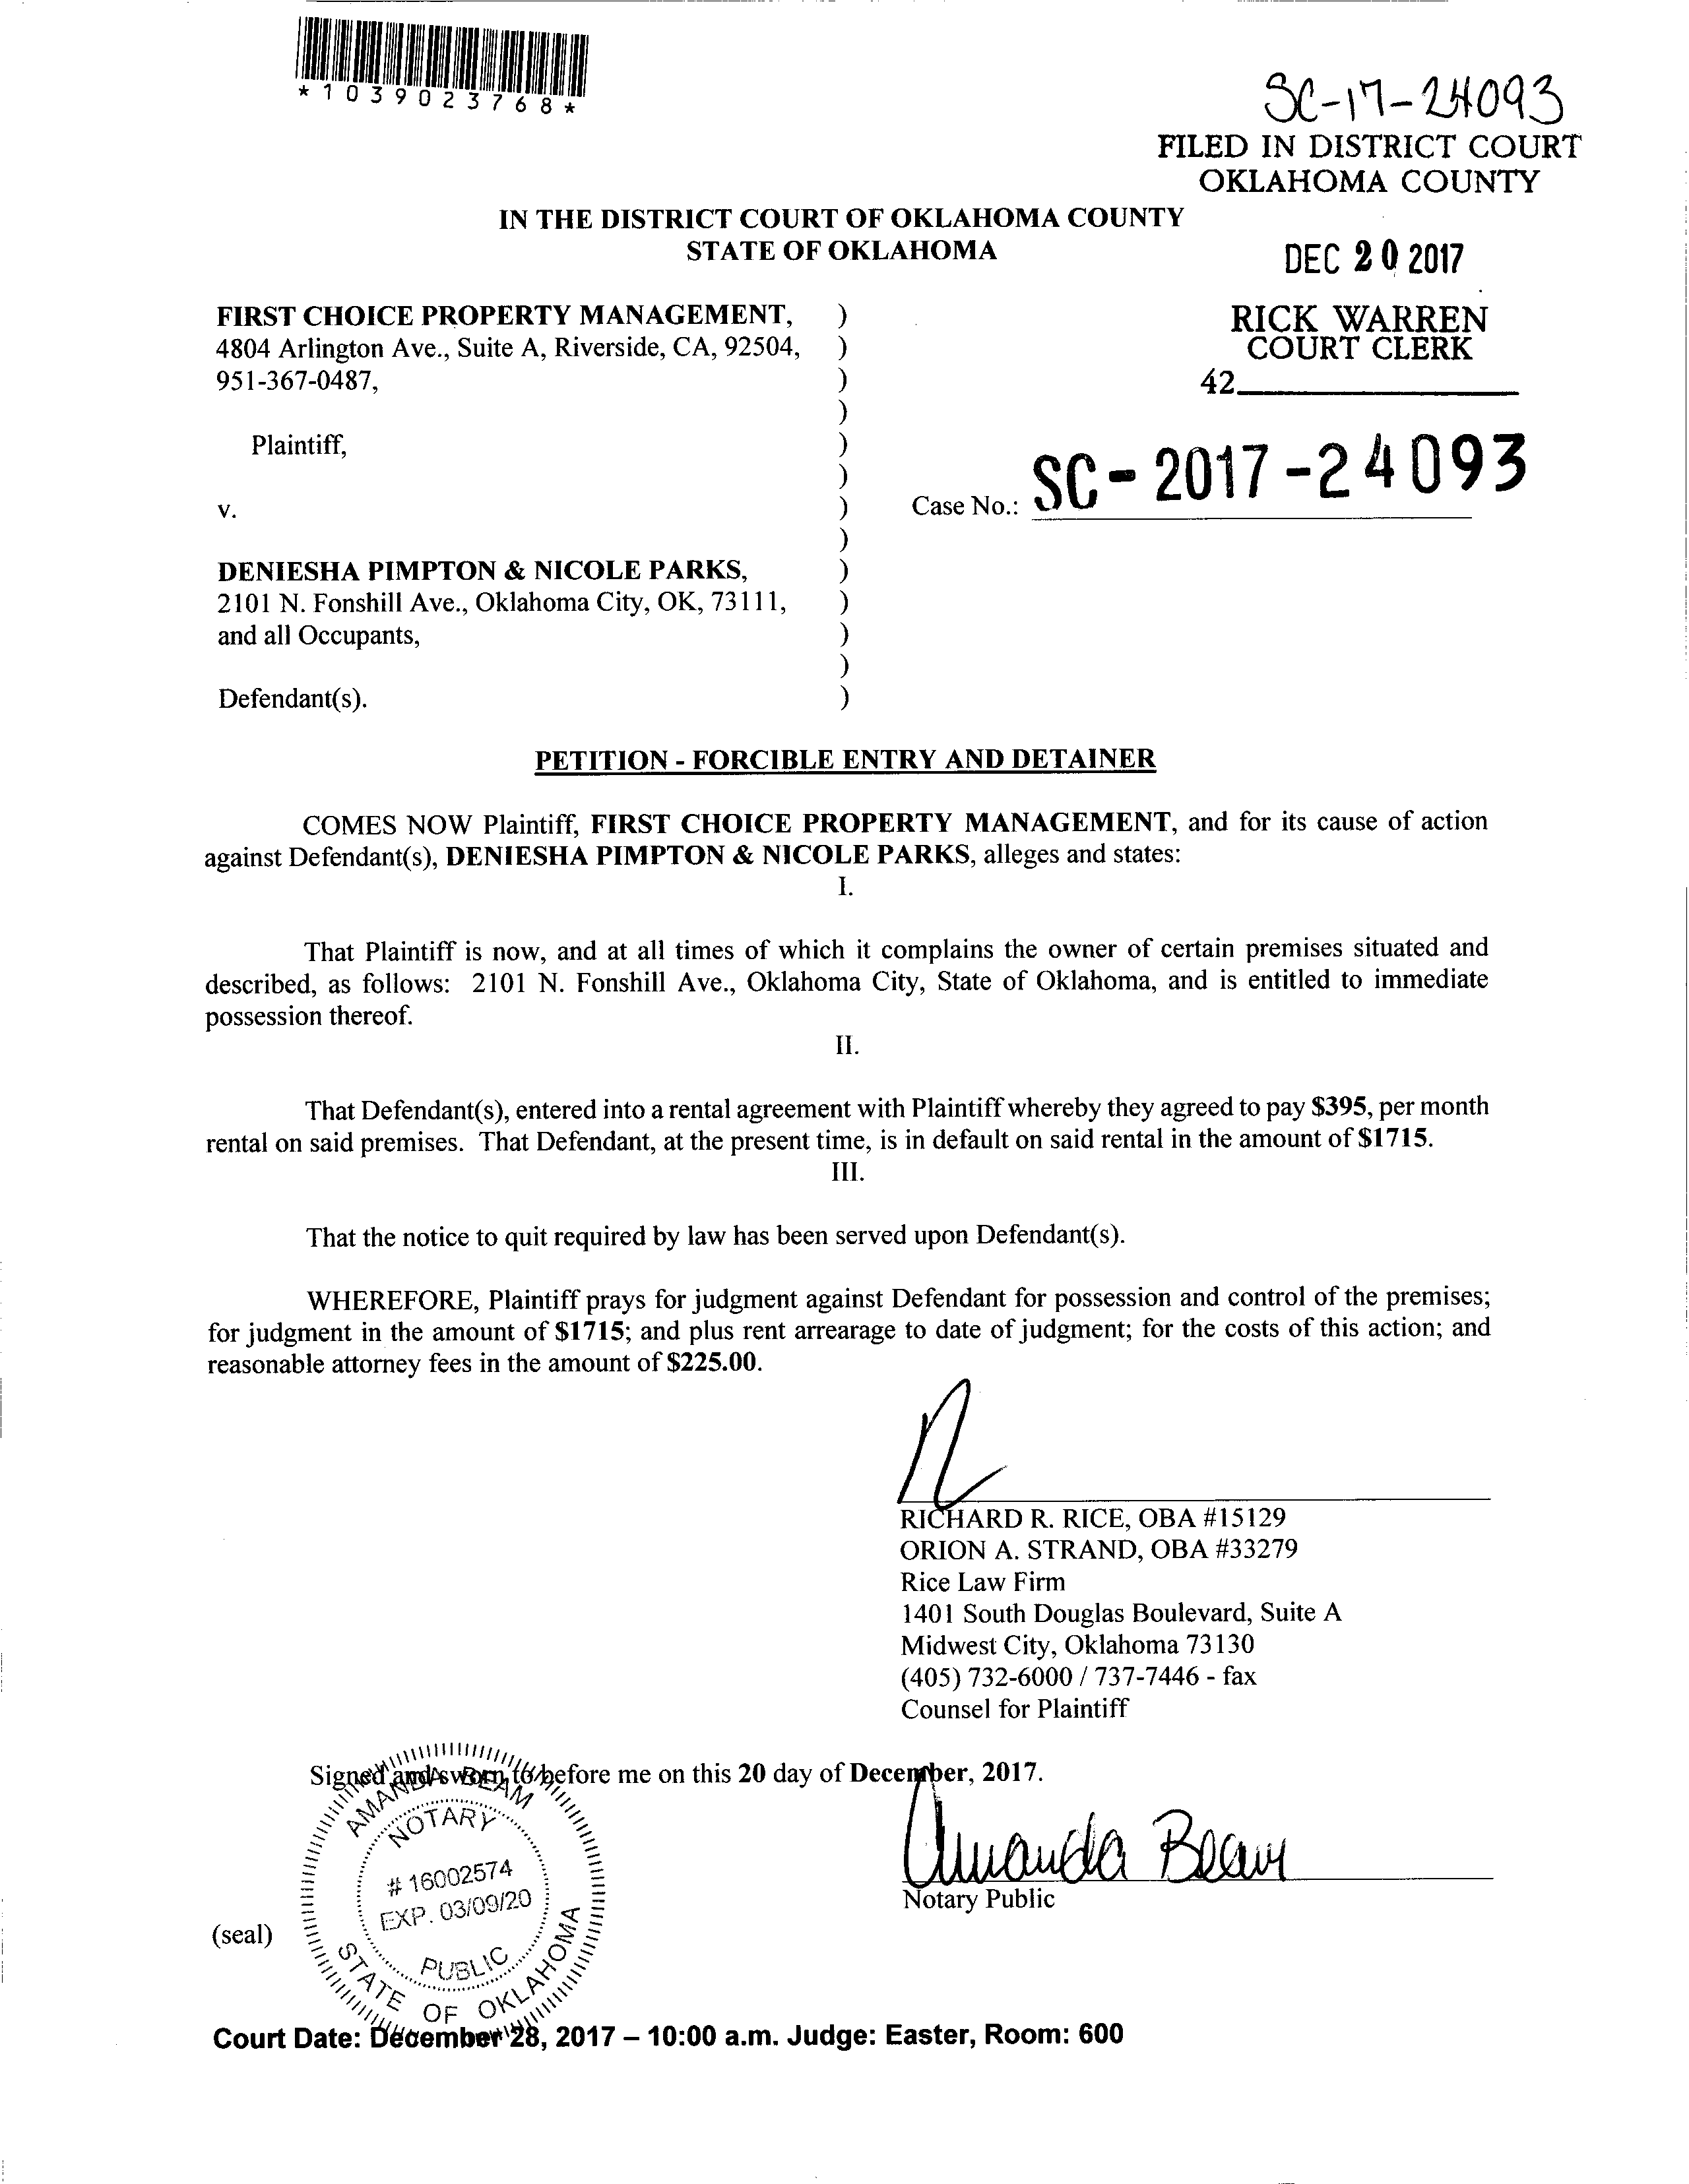 *1039023768*
SC-17-24093
FILED IN DISTRICT COURT
OKLAHOMA COUNTY
IN THE DISTRICT COURT OF OKLAHOMA COUNTY
STATE OF OKLAHOMA
DEC 20 2017
FIRST CHOICE PROPERTY MANAGEMENT, )
4804 Arlington Ave., Suite A, Riverside, CA, 92504, )
951-367-0487, )
)
RICK WARREN
COURT CLERK
42
Plaintiff, )
)
v. )
)
Case No.: SC-2017-24093
DENIESHA PIMPTON & NICOLE PARKS, )
2101 N. Fonshill Ave., Oklahoma City, OK, 73111, )
and all Occupants, )
)
Defendant(s). )
PETITION - FORCIBLE ENTRY AND DETAINER
COMES NOW Plaintiff, FIRST CHOICE PROPERTY MANAGEMENT, and for its cause of action
against Defendant(s), DENIESHA PIMPTON & NICOLE PARKS, alleges and states:
I.
That Plaintiff is now, and at all times of which it complains the owner of certain premises situated and
described, as follows: 2101 N. Fonshill Ave., Oklahoma City, State of Oklahoma, and is entitled to immediate
possession thereof.
II.
That Defendant(s), entered into a rental agreement with Plaintiff whereby they agreed to pay $395, per month
rental on said premises. That Defendant, at the present time, is in default on said rental in the amount of $1715.
III.
That the notice to quit required by law has been served upon Defendant(s).
WHEREFORE, Plaintiff prays for judgment against Defendant for possession and control of the premises;
for judgment in the amount of $1715; and plus rent arrearage to date of judgment; for the costs of this action; and
reasonable attorney fees in the amount of $225.00.
RICHARD R. RICE, OBA #15129
ORION A. STRAND, OBA #33279
Rice Law Firm
1401 South Douglas Boulevard, Suite A
Midwest City, Oklahoma 73130
(405) 732-6000 / 737-7446 - fax
Counsel for Plaintiff
Signed and sworn to before me on this 20 day of December, 2017.
AMANDA BEAM
NOTARY
# 16002574
EXP. 03/09/20
PUBLIC
STATE OF OKLAHOMA
Amanda Beam
Notary Public
(seal)
Court Date: December 28, 2017 – 10:00 a.m. Judge: Easter, Room: 600